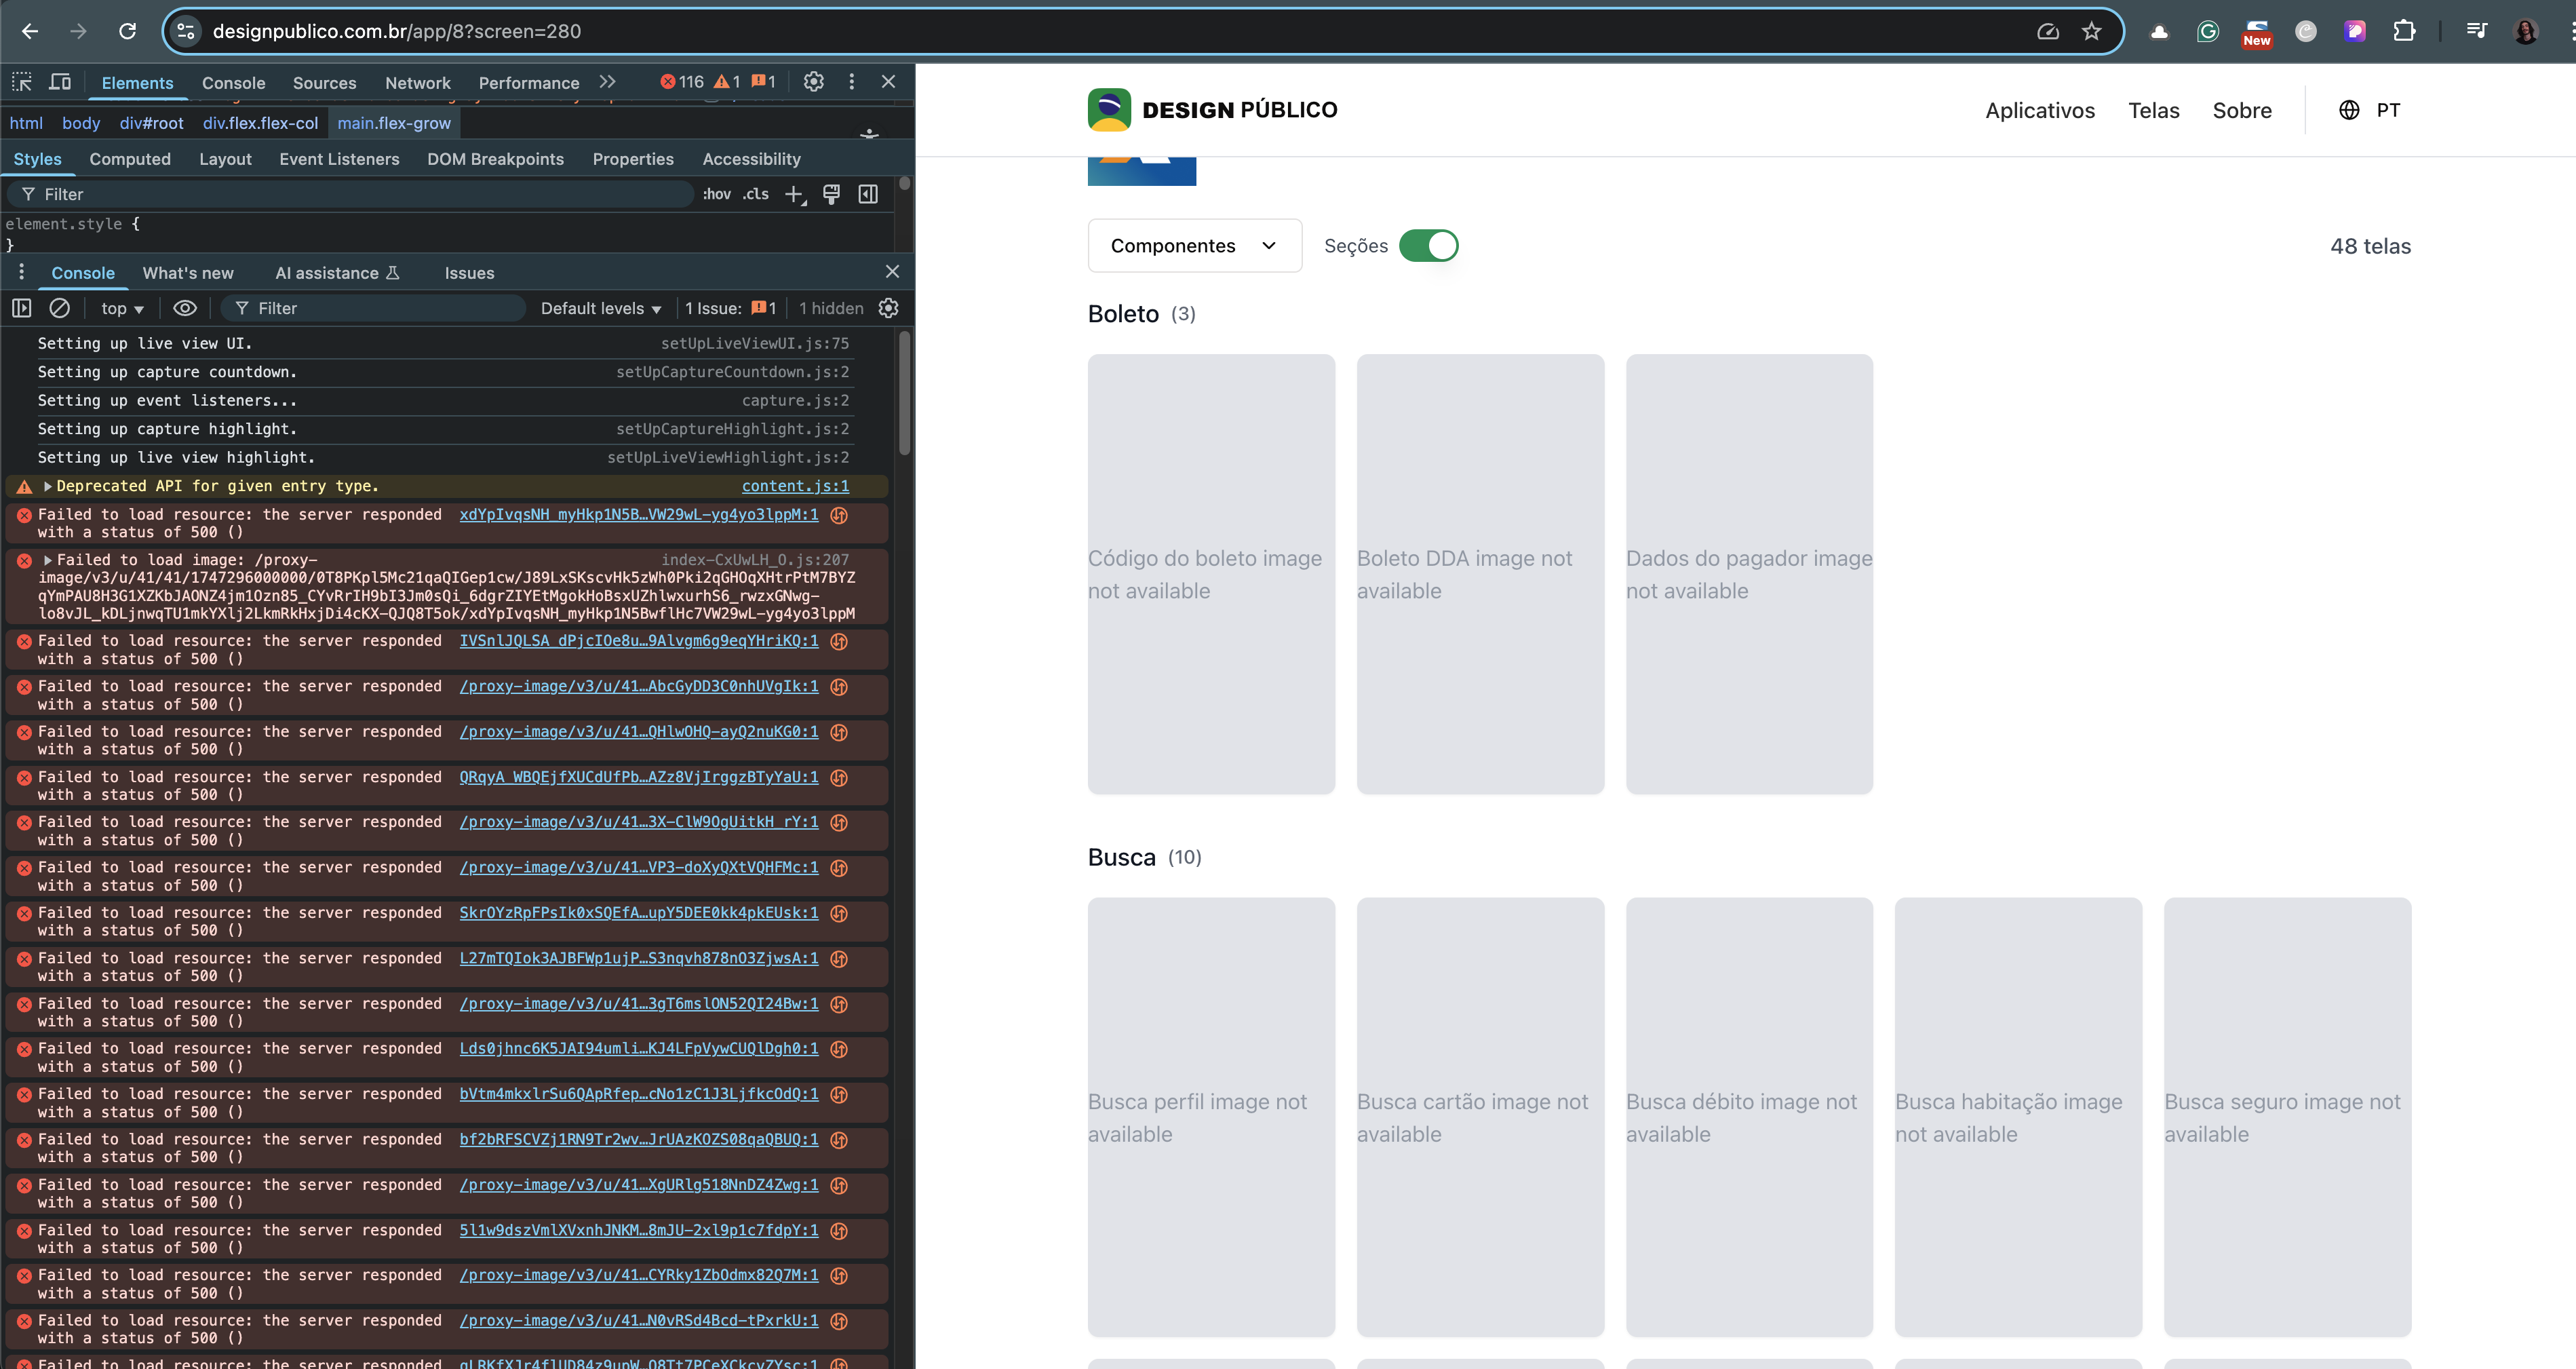 designpublico.com.br/app/8?screen=280
New
Elements Console Sources Network Performance 116 1 1
html body div#root div.flex.flex-col main.flex-grow
Styles Computed Layout Event Listeners DOM Breakpoints Properties Accessibility
Filter :hov .cls
element.style {
}
Console What's new AI assistance Issues
top Filter Default levels 1 Issue: 1 1 hidden
Setting up live view UI. setUpLiveViewUI.js:75
Setting up capture countdown. setUpCaptureCountdown.js:2
Setting up event listeners... capture.js:2
Setting up capture highlight. setUpCaptureHighlight.js:2
Setting up live view highlight. setUpLiveViewHighlight.js:2
Deprecated API for given entry type. content.js:1
Failed to load resource: the server responded xdYpIvqsNH_myHkp1N5B…VW29wL-yg4yo3lppM:1
with a status of 500 ()
Failed to load image: /proxy- index-CxUwLH_O.js:207
image/v3/u/41/41/1747296000000/0T8PKpl5Mc21qaQIGep1cw/J89LxSKscvHk5zWh0Pki2qGHOqXHtrPtM7BYZ
qYmPAU8H3G1XZKbJAONZ4jm1Ozn85_CYvRrIH9bI3Jm0sQi_6dgrZIYEtMgokHoBsxUZhlwxurhS6_rwzxGNwg-
lo8vJL_kDLjnwqTU1mkYXlj2LkmRkHxjDi4cKX-QJQ8T5ok/xdYpIvqsNH_myHkp1N5BwflHc7VW29wL-yg4yo3lppM
Failed to load resource: the server responded IVSnlJQLSA_dPjcIOe8u…9Alvgm6g9eqYHriKQ:1
with a status of 500 ()
Failed to load resource: the server responded /proxy-image/v3/u/41…AbcGyDD3C0nhUVgIk:1
with a status of 500 ()
Failed to load resource: the server responded /proxy-image/v3/u/41…QHlwOHQ-ayQ2nuKG0:1
with a status of 500 ()
Failed to load resource: the server responded QRqyA_WBQEjfXUCdUfPb…AZz8VjIrggzBTyYaU:1
with a status of 500 ()
Failed to load resource: the server responded /proxy-image/v3/u/41…3X-ClW9OgUitkH_rY:1
with a status of 500 ()
Failed to load resource: the server responded /proxy-image/v3/u/41…VP3-doXyQXtVQHFMc:1
with a status of 500 ()
Failed to load resource: the server responded SkrOYzRpFPsIk0xSQEfA…upY5DEE0kk4pkEUsk:1
with a status of 500 ()
Failed to load resource: the server responded L27mTQIok3AJBFWp1ujP…S3nqvh878nO3ZjwsA:1
with a status of 500 ()
Failed to load resource: the server responded /proxy-image/v3/u/41…3gT6mslON52QI24Bw:1
with a status of 500 ()
Failed to load resource: the server responded Lds0jhnc6K5JAI94umli…KJ4LFpVywCUQlDgh0:1
with a status of 500 ()
Failed to load resource: the server responded bVtm4mkxlrSu6QApRfep…cNo1zC1J3LjfkcOdQ:1
with a status of 500 ()
Failed to load resource: the server responded bf2bRFSCVZj1RN9Tr2wv…JrUAzKOZS08qaQBUQ:1
with a status of 500 ()
Failed to load resource: the server responded /proxy-image/v3/u/41…XgURlg518NnDZ4Zwg:1
with a status of 500 ()
Failed to load resource: the server responded 5l1w9dszVmlXVxnhJNKM…8mJU-2xl9p1c7fdpY:1
with a status of 500 ()
Failed to load resource: the server responded /proxy-image/v3/u/41…CYRky1ZbOdmx82Q7M:1
with a status of 500 ()
Failed to load resource: the server responded /proxy-image/v3/u/41…N0vRSd4Bcd-tPxrkU:1
with a status of 500 ()
Failed to load resource: the server responded
DESIGN PÚBLICO
Aplicativos Telas Sobre PT
Componentes Seções 48 telas
Boleto (3)
Código do boleto image
not available
Boleto DDA image not
available
Dados do pagador image
not available
Busca (10)
Busca perfil image not
available
Busca cartão image not
available
Busca débito image not
available
Busca habitação image
not available
Busca seguro image not
available